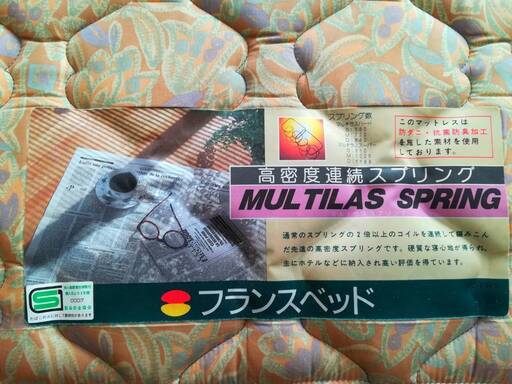 スプリング数
このマットレスは
防ダニ・抗菌防臭加工
を施した素材を使用
しております。
高密度連続スプリング
MULTILAS SPRING
通常のスプリングの2倍以上のコイルを連続して編みこん
だ先進の高密度スプリングです。硬質な寝心地が得られ、
主にホテルなどに納入され高い評価を得ています。
フランスベッド
0007